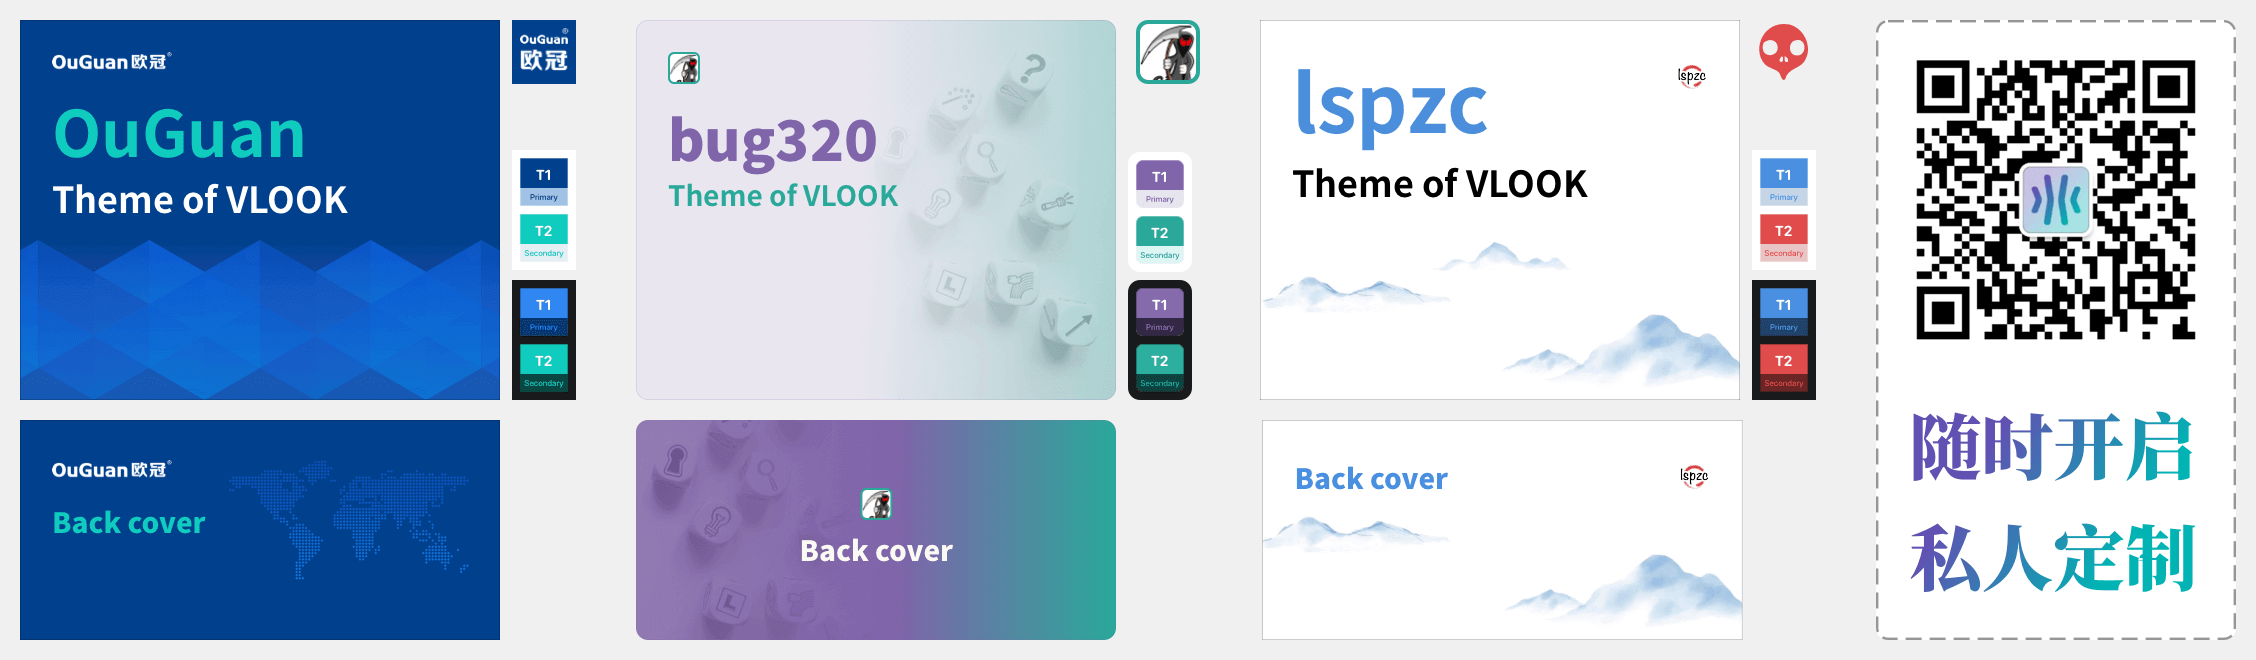 OuGuan 欧冠®
OuGuan
Theme of VLOOK
OuGuan®
欧冠
T1
Primary
T2
Secondary
T1
Primary
T2
Secondary
OuGuan 欧冠®
Back cover
bug320
Theme of VLOOK
?
L
T1
Primary
T2
Secondary
T1
Primary
T2
Secondary
L
Back cover
lspzc
lspzc
Theme of VLOOK
T1
Primary
T2
Secondary
T1
Primary
T2
Secondary
Back cover
lspzc
随时开启
私人定制